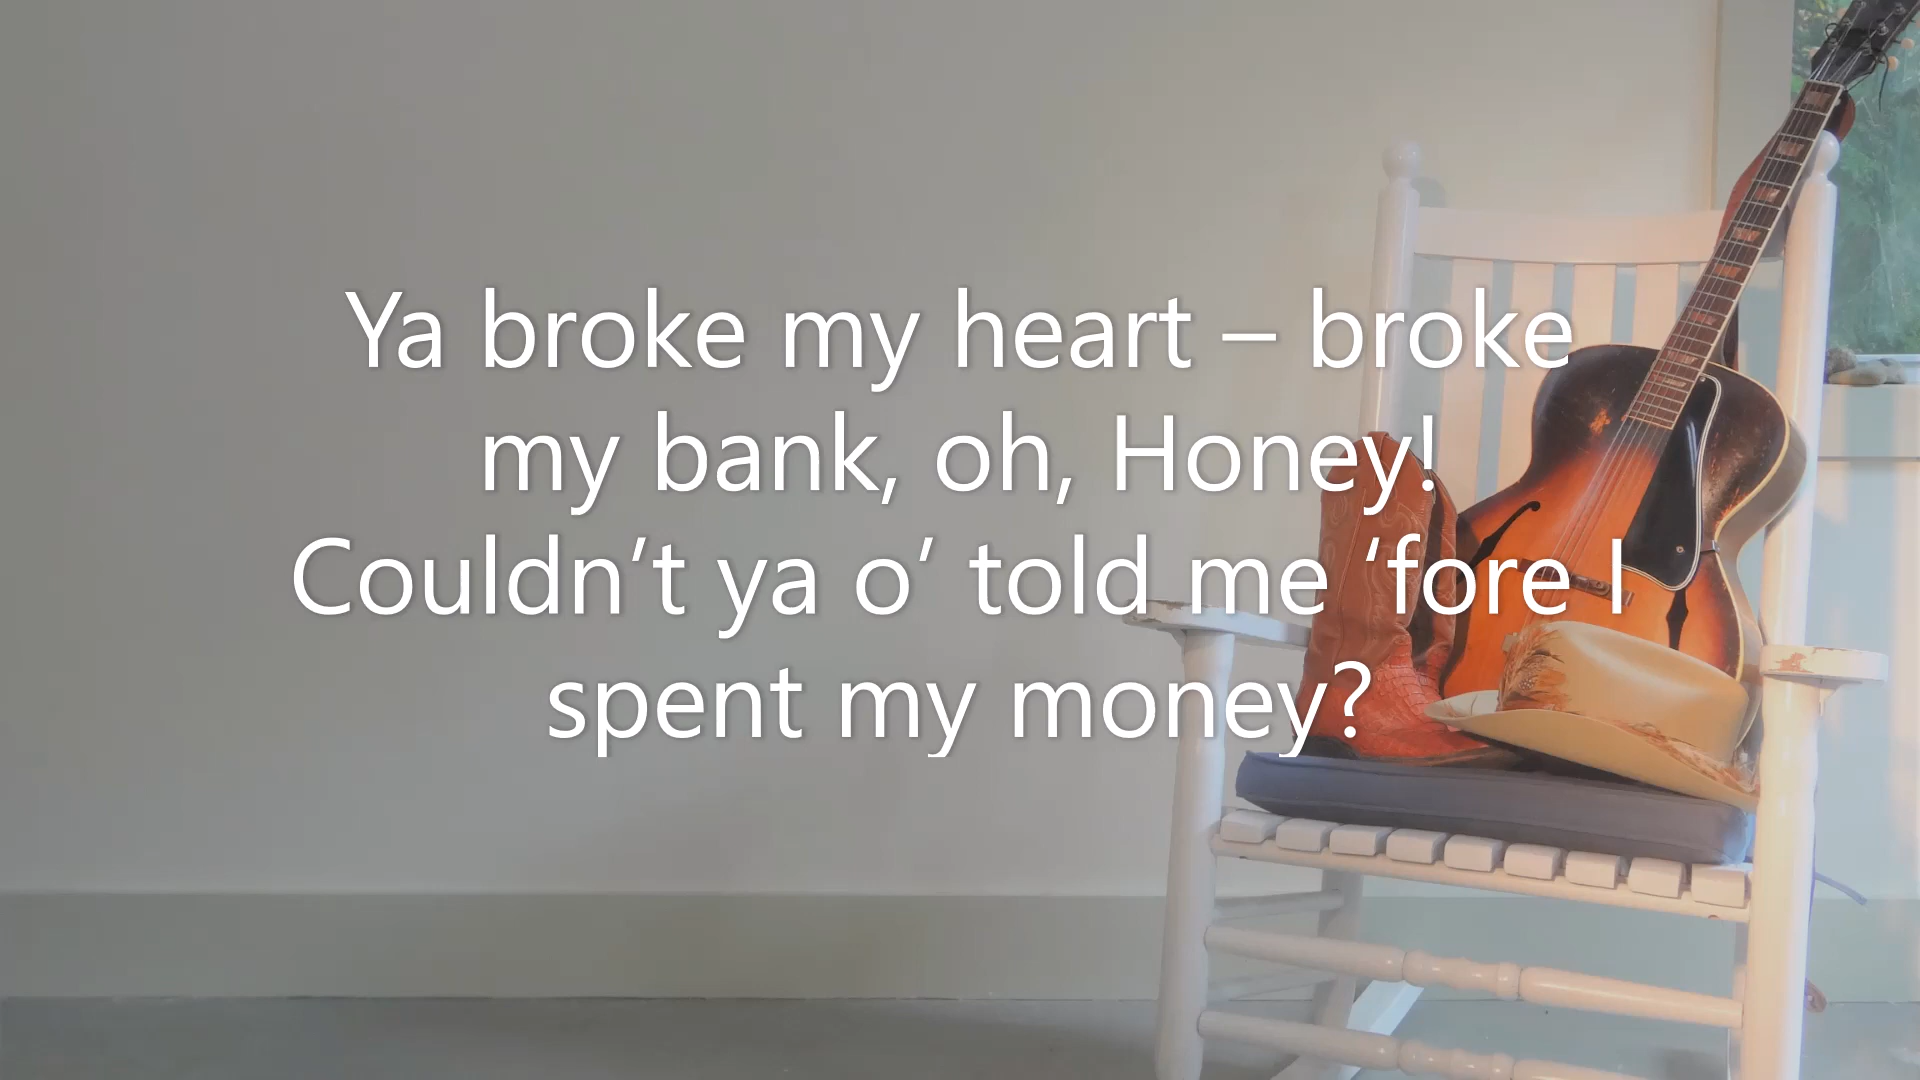 Ya broke my heart – broke
my bank, oh, Honey!
Couldn’t ya o’ told me ‘fore I
spent my money?